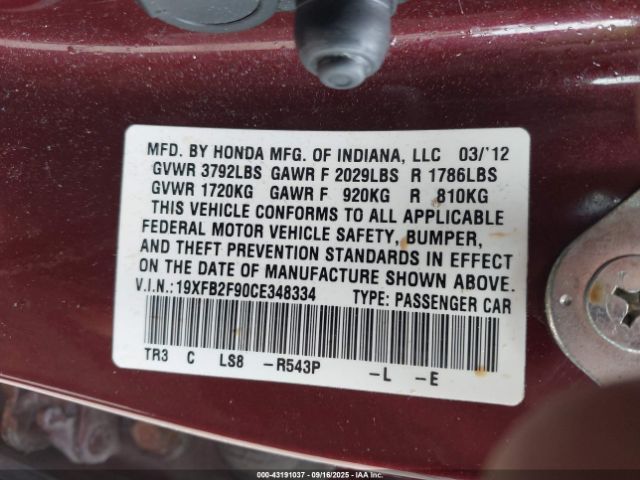 MFD. BY HONDA MFG. OF INDIANA, LLC 03/'12
GVWR 3792LBS GAWR F 2029LBS R 1786LBS
GVWR 1720KG GAWR F 920KG R 810KG
THIS VEHICLE CONFORMS TO ALL APPLICABLE
FEDERAL MOTOR VEHICLE SAFETY, BUMPER,
AND THEFT PREVENTION STANDARDS IN EFFECT
ON THE DATE OF MANUFACTURE SHOWN ABOVE.
V.I.N.:19XFB2F90CE348334 TYPE: PASSENGER CAR
TR3 C LS8 -R543P -L -E
000-43191037 (09/16/2025 - IAAI.COM)